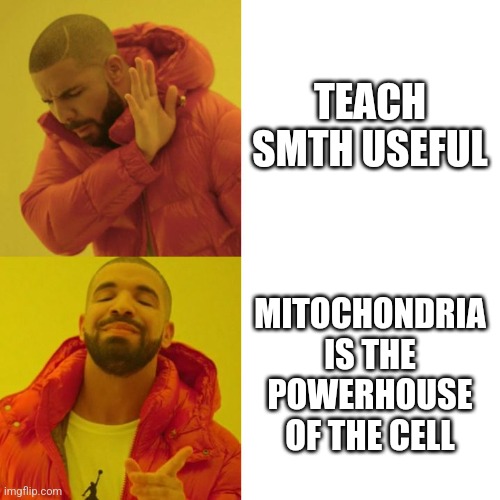 TEACH
SMTH USEFUL
MITOCHONDRIA
IS THE
POWERHOUSE
OF THE CELL
imgflip.com